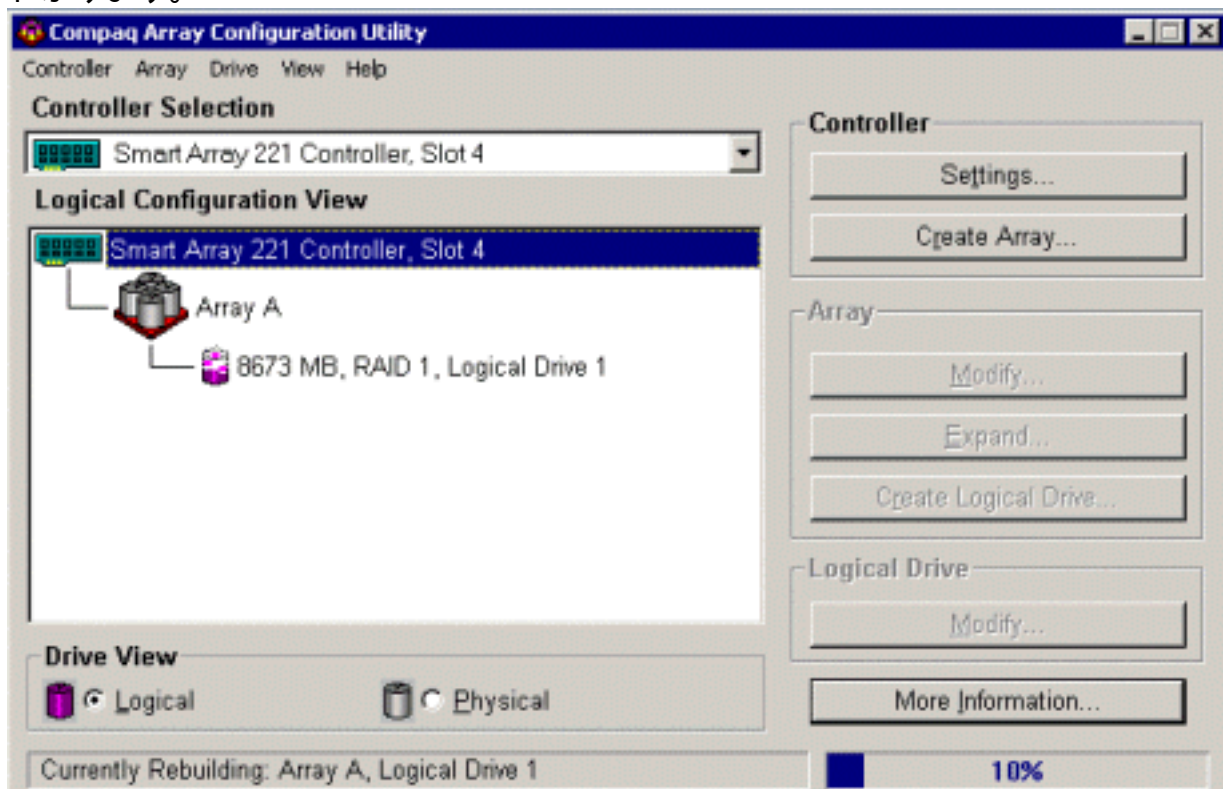 Compaq Array Configuration Utility
Controller Array Drive View Help
Controller Selection
Smart Array 221 Controller, Slot 4
Logical Configuration View
Smart Array 221 Controller, Slot 4
Array A
8673 MB, RAID 1, Logical Drive 1
Drive View
Logical
Physical
Currently Rebuilding: Array A, Logical Drive 1
Controller
Settings...
Create Array...
Array
Modify...
Expand...
Create Logical Drive...
Logical Drive
Modify...
More Information...
10%